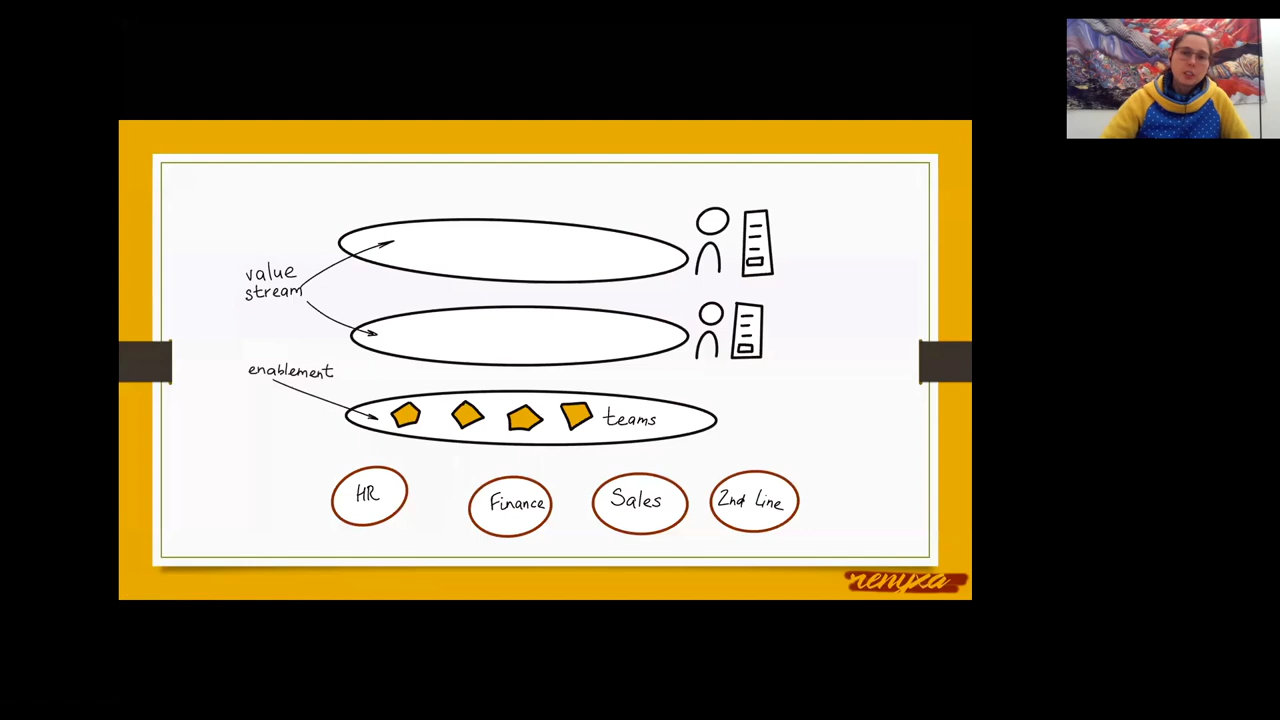 value
stream
enablement
teams
HR
Finance
Sales
2nd Line
nenyxa